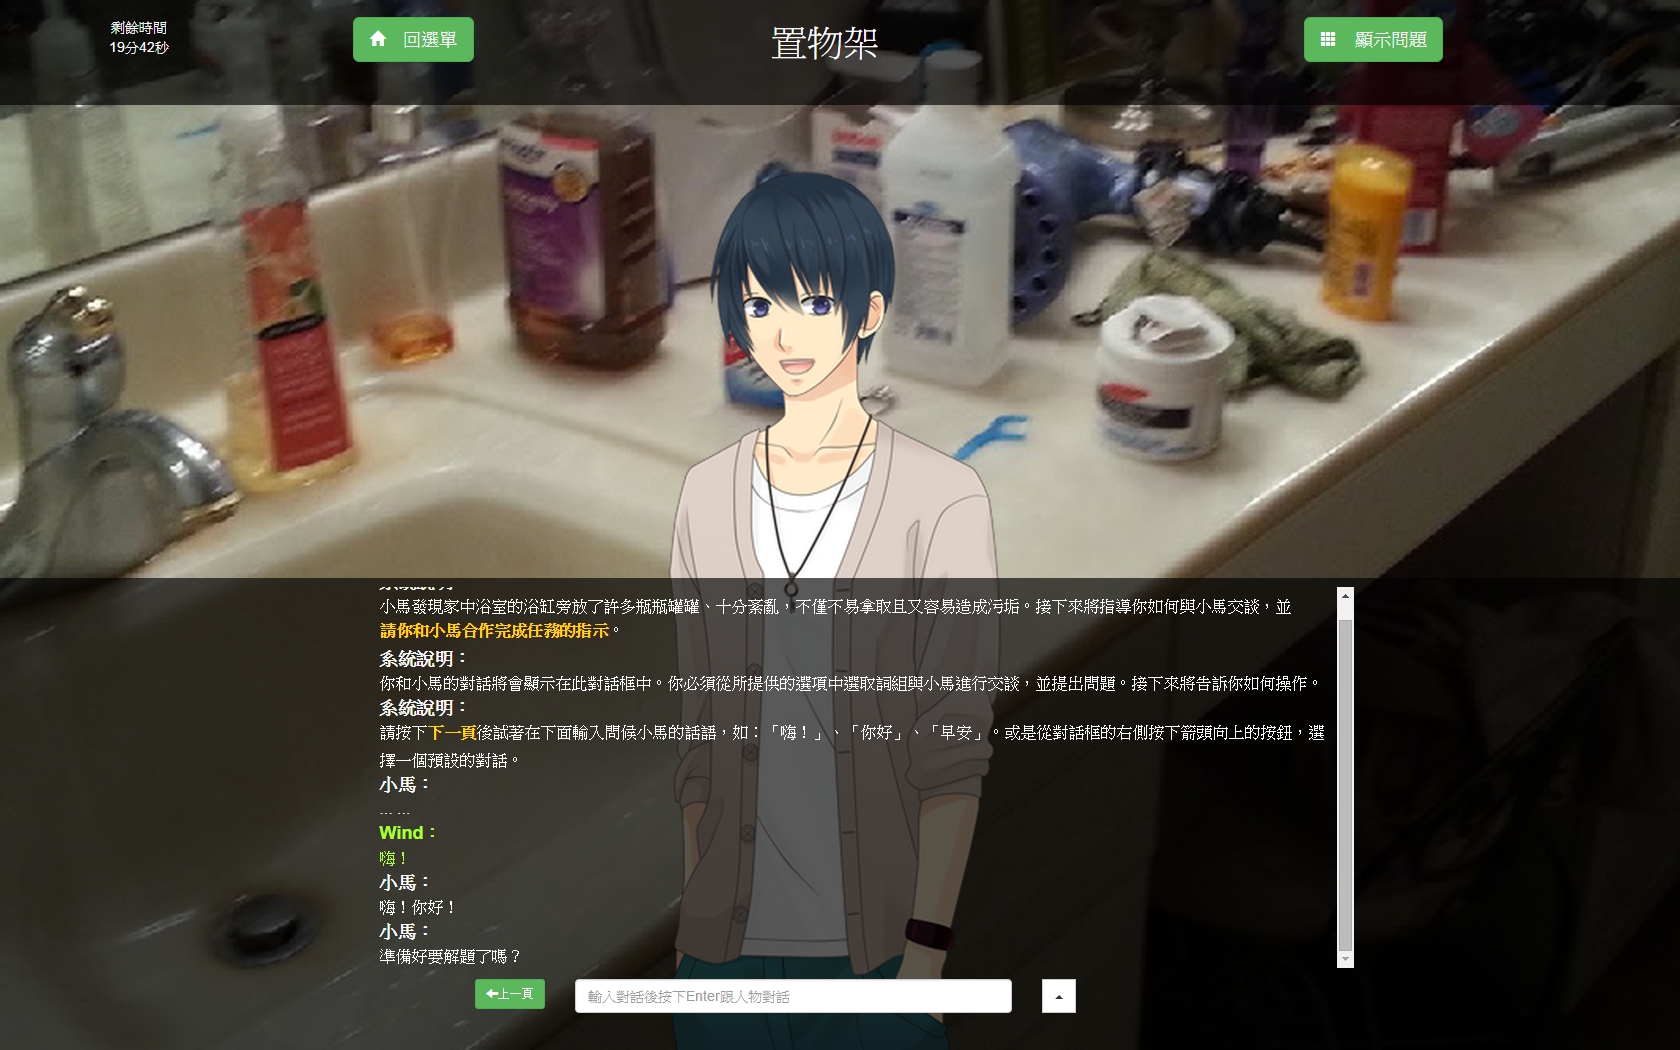 剩餘時間
19分42秒
回選單
置物架
顯示問題
小馬發現家中浴室的浴缸旁放了許多瓶瓶罐罐、十分紊亂，不僅不易拿取且又容易造成污垢。接下來將指導你如何與小馬交談，並
請你和小馬合作完成任務的指示。
系統說明：
你和小馬的對話將會顯示在此對話框中。你必須從所提供的選項中選取詞組與小馬進行交談，並提出問題。接下來將告訴你如何操作。
系統說明：
請按下下一頁後試著在下面輸入問候小馬的話語，如：「嗨！」、「你好」、「早安」。或是從對話框的右側按下箭頭向上的按鈕，選
擇一個預設的對話。
小馬：
... ...
Wind：
嗨！
小馬：
嗨！你好！
小馬：
準備好要解題了嗎？
上一頁
輸入對話後按下Enter跟人物對話